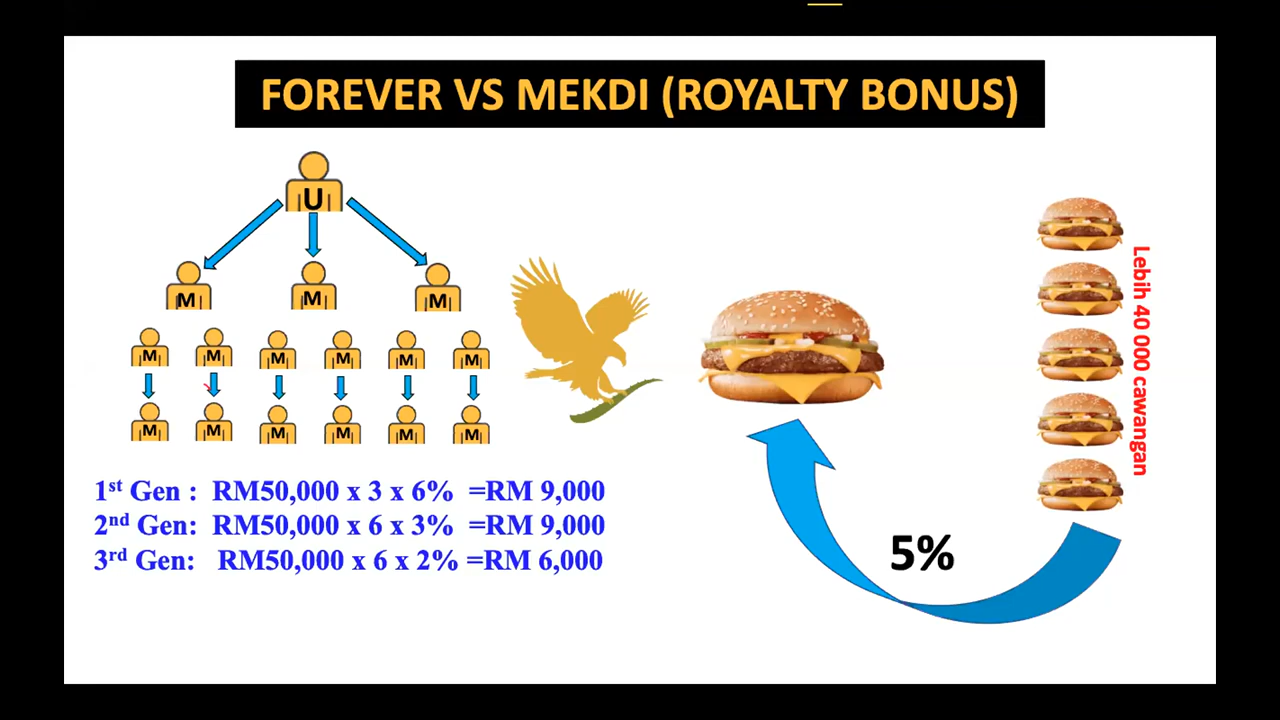 FOREVER VS MEKDI (ROYALTY BONUS)
U
M M M
M M M M M M
M M M M M M
1st Gen : RM50,000 x 3 x 6% =RM 9,000
2nd Gen: RM50,000 x 6 x 3% =RM 9,000
3rd Gen: RM50,000 x 6 x 2% =RM 6,000
5%
Lebih 40 000 cawangan